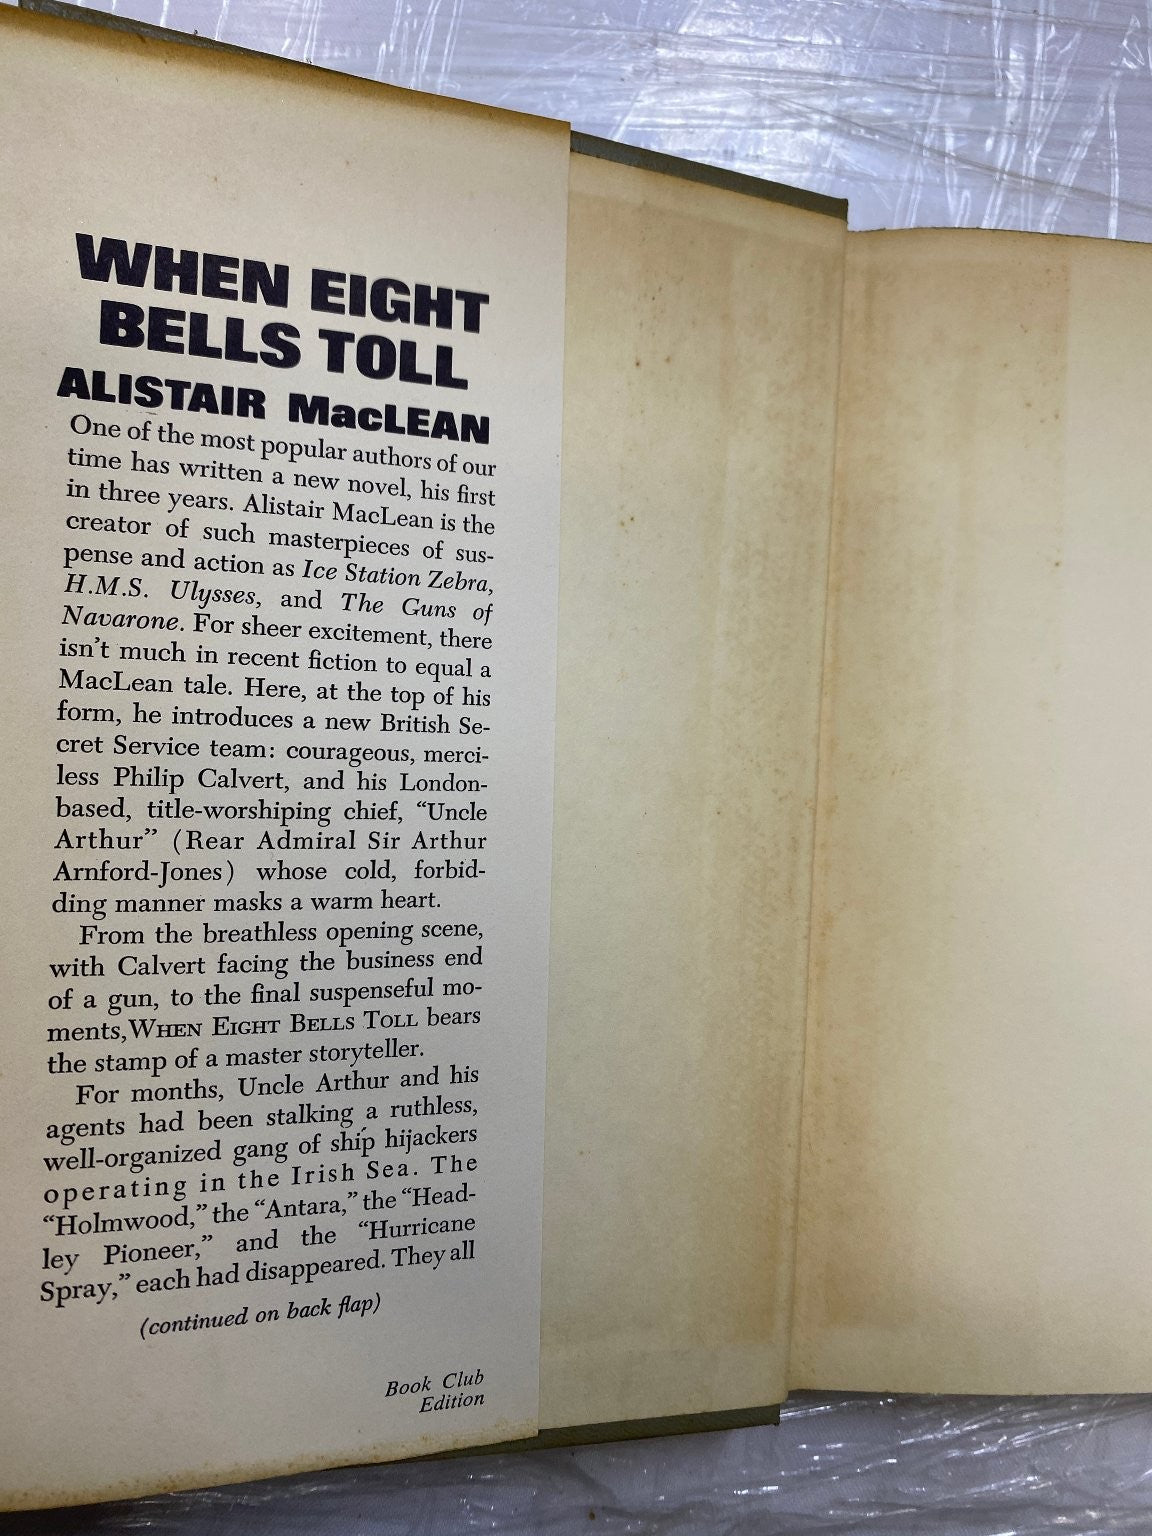 WHEN EIGHT
BELLS TOLL
ALISTAIR MacLEAN
One of the most popular authors of our
time has written a new novel, his first
in three years. Alistair MacLean is the
creator of such masterpieces of sus-
pense and action as Ice Station Zebra,
H.M.S. Ulysses, and The Guns of
Navarone. For sheer excitement, there
isn't much in recent fiction to equal a
MacLean tale. Here, at the top of his
form, he introduces a new British Se-
cret Service team: courageous, merci-
less Philip Calvert, and his London-
based, title-worshiping chief, “Uncle
Arthur” (Rear Admiral Sir Arthur
Arnford-Jones) whose cold, forbid-
ding manner masks a warm heart.
From the breathless opening scene,
with Calvert facing the business end
of a gun, to the final suspenseful mo-
ments, WHEN EIGHT BELLS TOLL bears
the stamp of a master storyteller.
For months, Uncle Arthur and his
agents had been stalking a ruthless,
well-organized gang of ship hijackers
operating in the Irish Sea. The
“Holmwood,” the “Antara,” the “Head-
ley Pioneer,” and the “Hurricane
Spray,” each had disappeared. They all
(continued on back flap)
Book Club
Edition